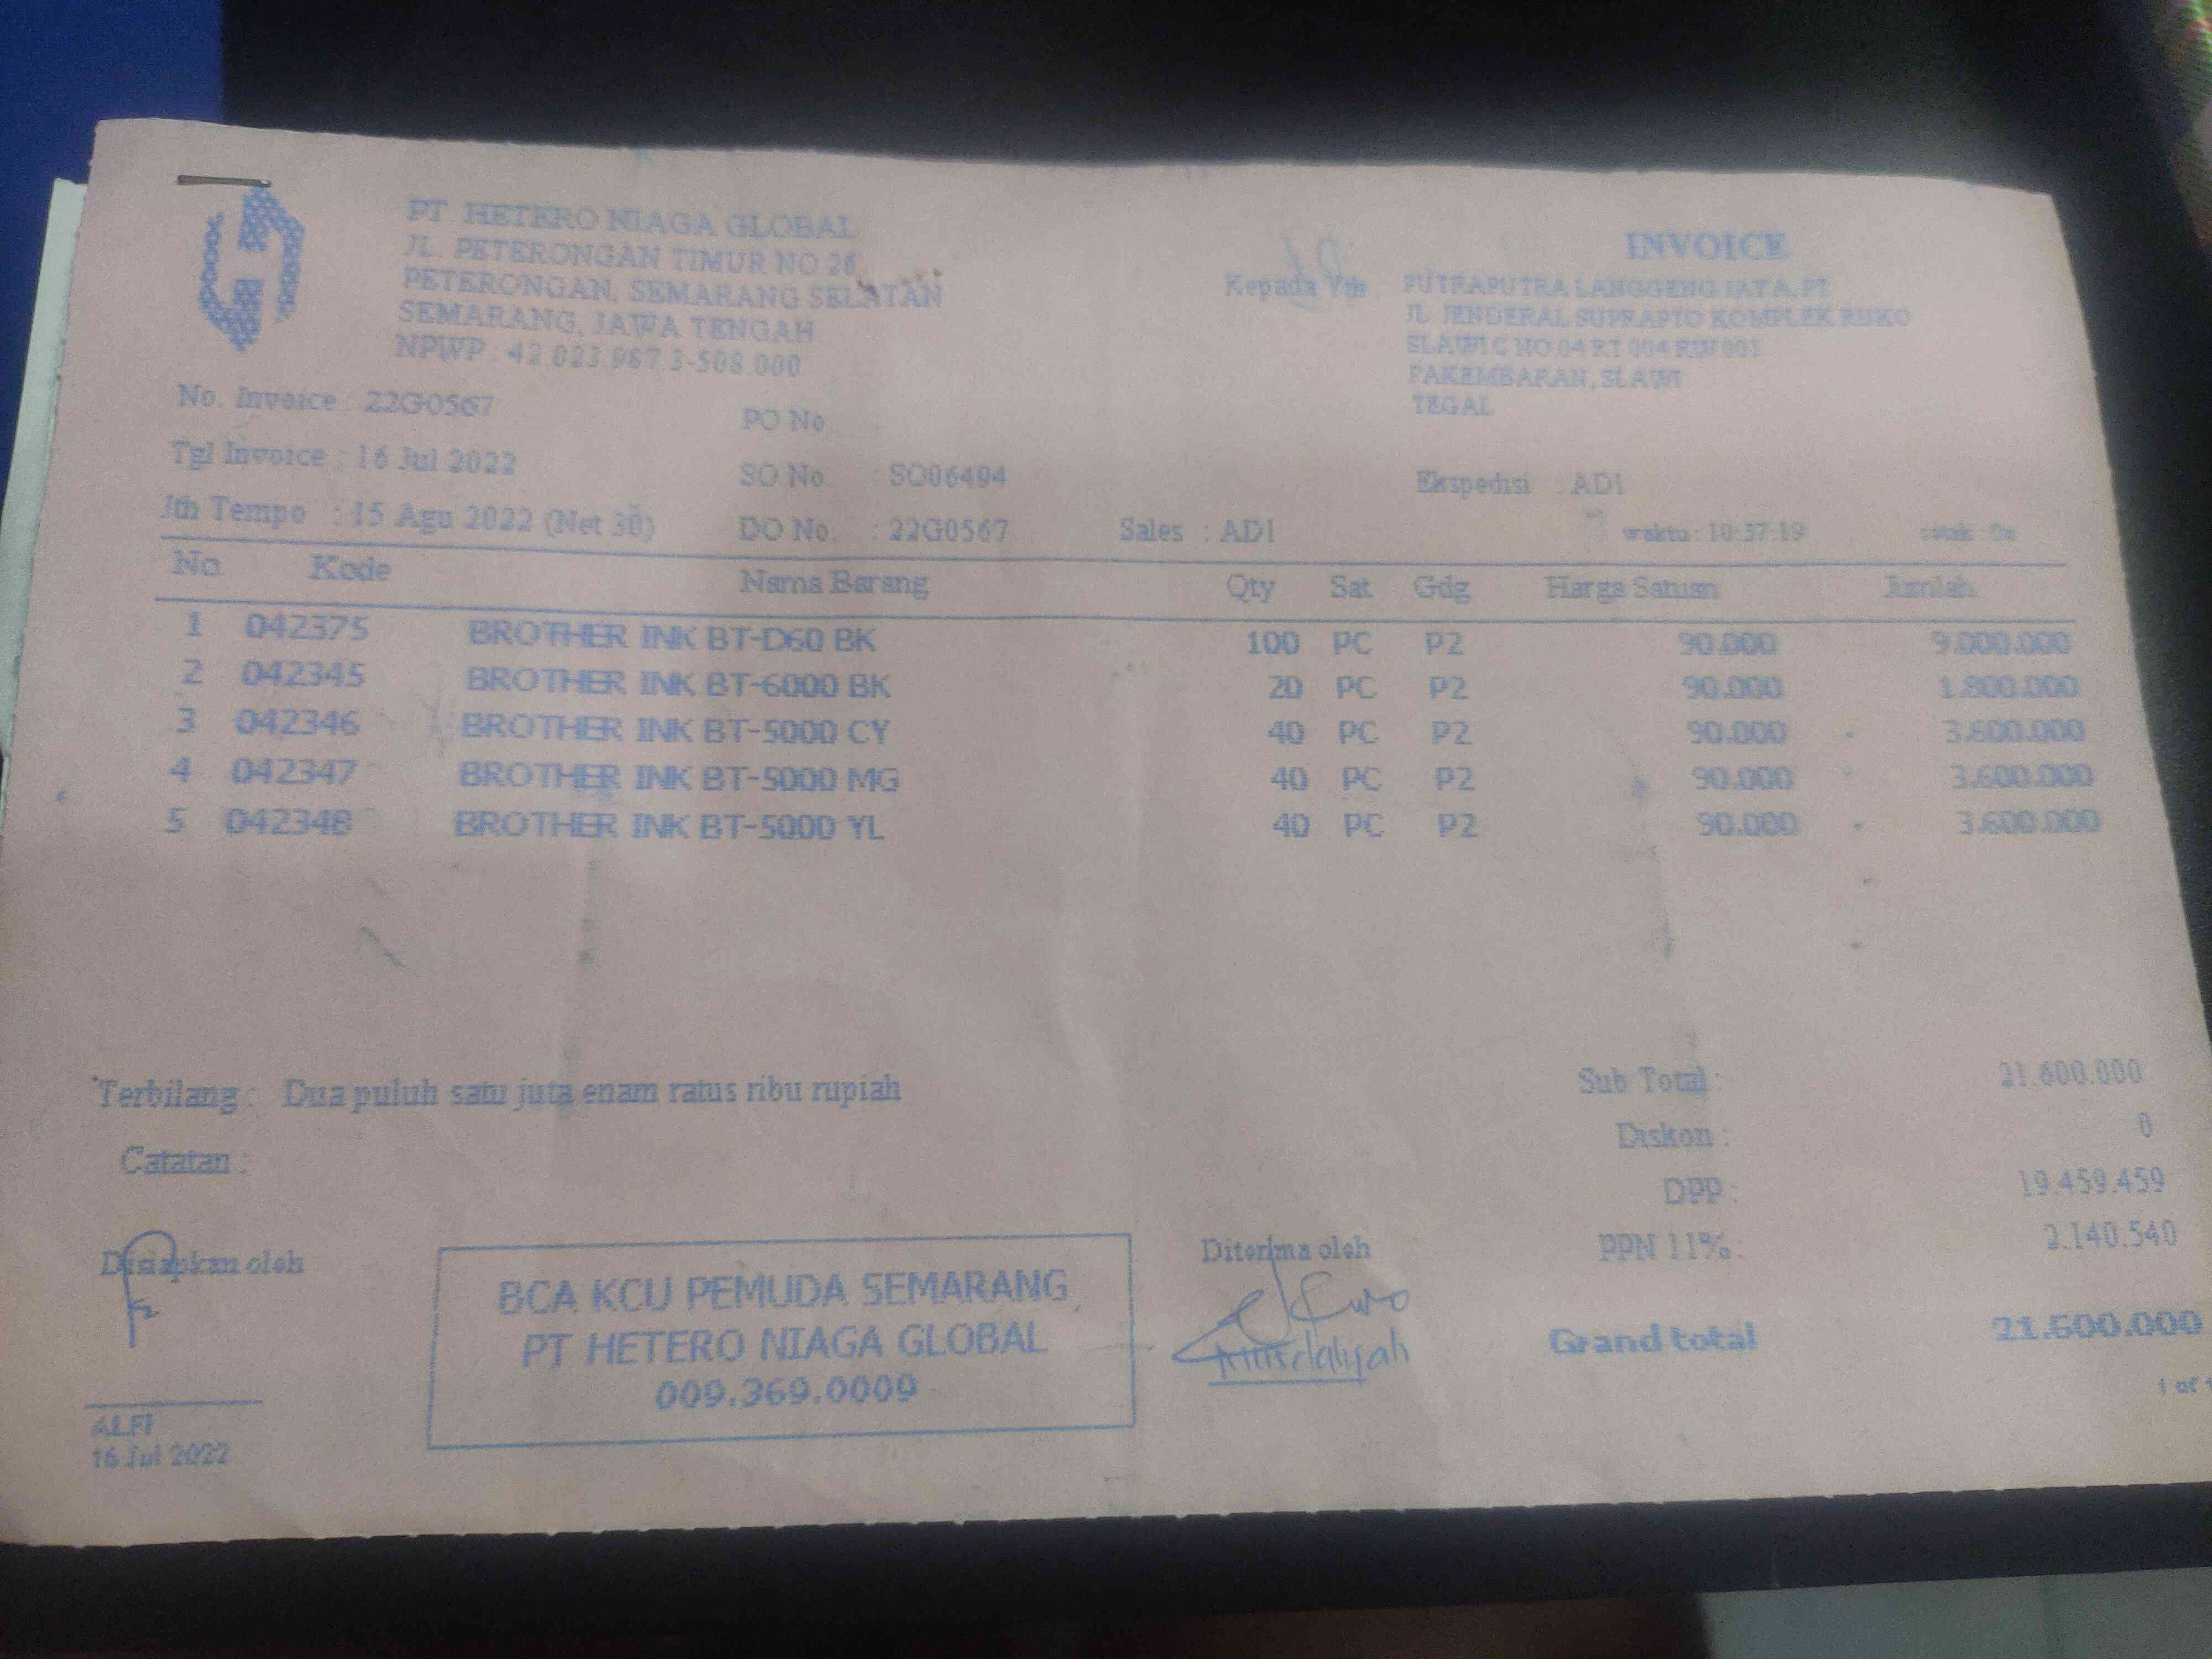 PT HETERO NIAGA GLOBAL
JL. PETERONGAN TIMUR NO 26
PETERONGAN, SEMARANG SELATAN
SEMARANG, JAWA TENGAH
NPWP : 42.023.967.3-508.000
INVOICE
Kepada Yth
PUTRAPUTRA LANGGENG JAYA, PT
JL JENDERAL SUPRAPTO KOMPLEK RUKO
SLAWI C NO 04 RT 004 RW 001
PAKEMBARAN, SLAWI
TEGAL
No. Invoice : 22G0567
PO No
Tgl Invoice : 16 Jul 2022
SO No. : SO06494
Ekspedisi : ADI
Jth Tempo : 15 Agu 2022 (Net 30)
DO No. : 22G0567
Sales : ADI
waktu : 10:37:19
No Kode Nama Barang Qty Sat Gdg Harga Satuan Jumlah
1 042375 BROTHER INK BT-D60 BK 100 PC P2 90.000 9.000.000
2 042345 BROTHER INK BT-6000 BK 20 PC P2 90.000 1.800.000
3 042346 BROTHER INK BT-5000 CY 40 PC P2 90.000 3.600.000
4 042347 BROTHER INK BT-5000 MG 40 PC P2 90.000 3.600.000
5 042348 BROTHER INK BT-5000 YL 40 PC P2 90.000 3.600.000
Terbilang : Dua puluh satu juta enam ratus ribu rupiah
Sub Total : 21.600.000
Catatan :
Diskon : 0
DPP : 19.459.459
PPN 11% : 2.140.540
Grand total 21.600.000
1 of 1
Disiapkan oleh
BCA KCU PEMUDA SEMARANG
PT HETERO NIAGA GLOBAL
009.369.0009
Diterima oleh
ALFI
16 Jul 2022